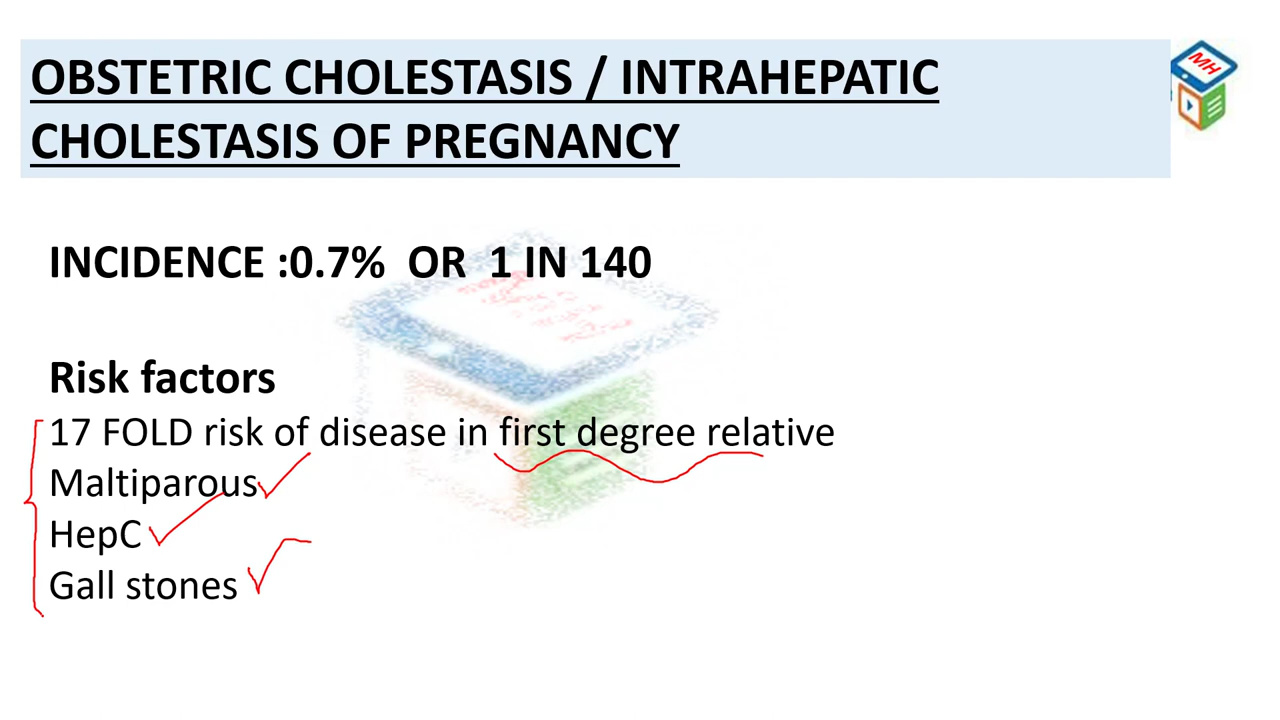 OBSTETRIC CHOLESTASIS / INTRAHEPATIC
CHOLESTASIS OF PREGNANCY
MH
INCIDENCE :0.7% OR 1 IN 140
Risk factors
17 FOLD risk of disease in first degree relative
Maltiparous
HepC
Gall stones